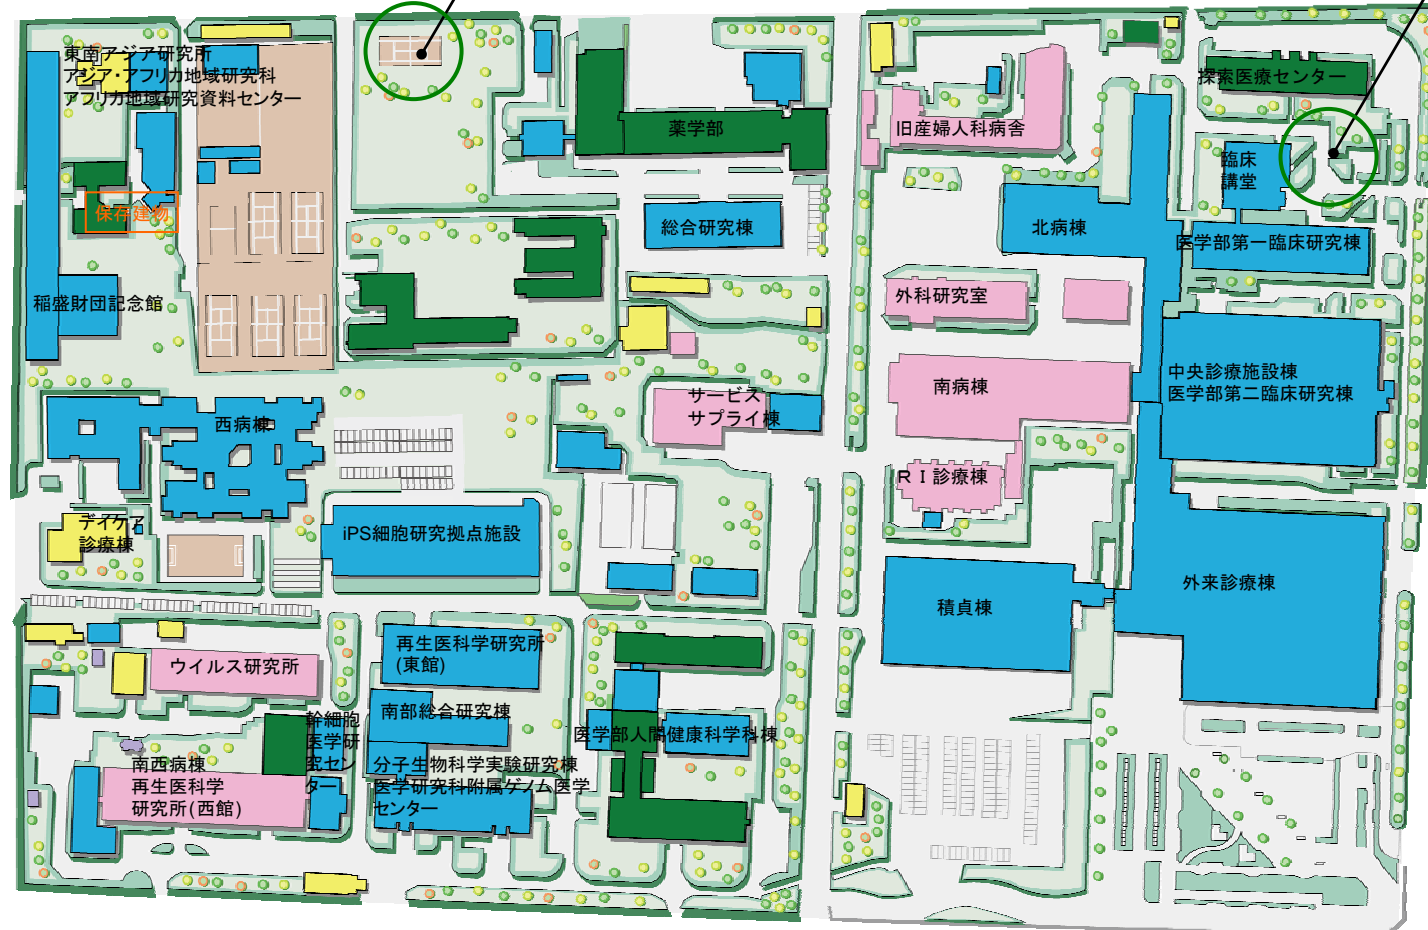 東南アジア研究所
アジア・アフリカ地域研究科
アフリカ地域研究資料センター
保存建物
稲盛財団記念館
薬学部
総合研究棟
旧産婦人科病舎
探索医療センター
臨床
講堂
北病棟
医学部第一臨床研究棟
外科研究室
南病棟
中央診療施設棟
医学部第二臨床研究棟
サービス
サプライ棟
西病棟
RI診療棟
デイケア
診療棟
iPS細胞研究拠点施設
積貞棟
外来診療棟
ウイルス研究所
再生医科学研究所
(東館)
南部総合研究棟
幹細胞
医学研
究セン
ター
医学部人間健康科学科棟
南西病棟
再生医科学
研究所(西館)
分子生物科学実験研究棟
医学研究科附属ゲノム医学
センター